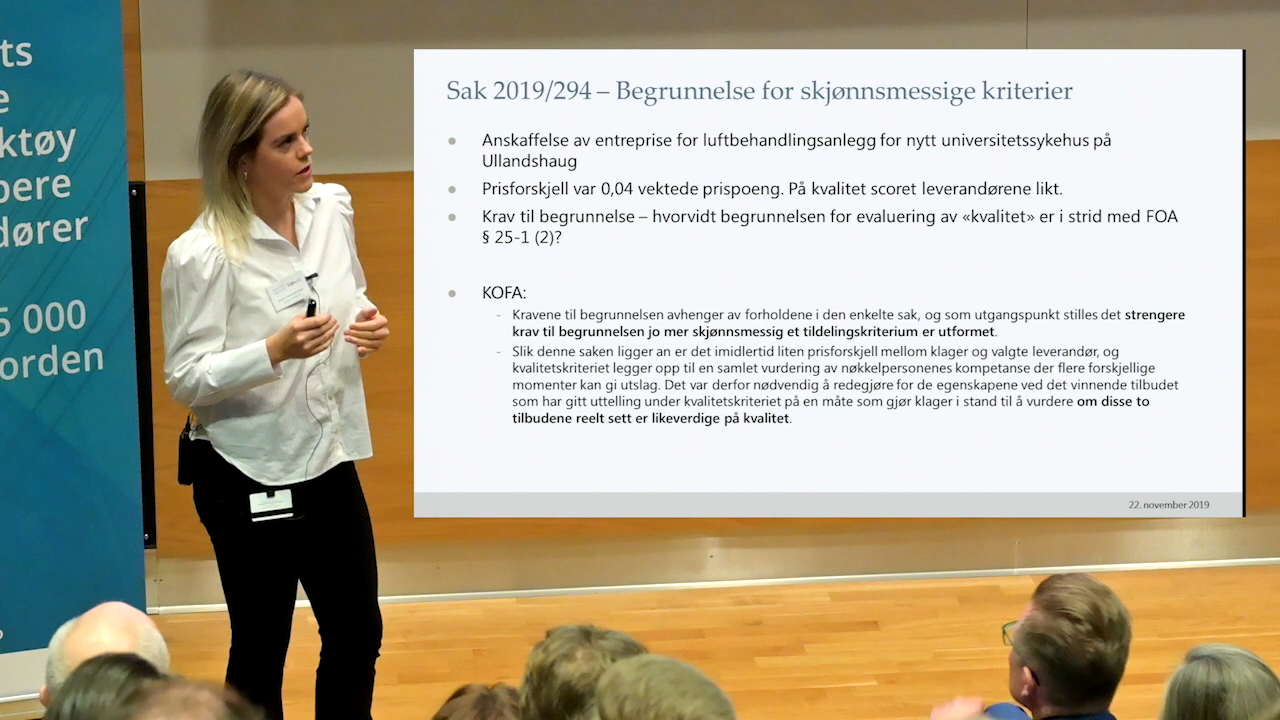 ts
e
ktøy
pere
dører
5 000
orden
Sak 2019/294 – Begrunnelse for skjønnsmessige kriterier
Anskaffelse av entreprise for luftbehandlingsanlegg for nytt universitetssykehus på
Ullandshaug
Prisforskjell var 0,04 vektede prispoeng. På kvalitet scoret leverandørene likt.
Krav til begrunnelse – hvorvidt begrunnelsen for evaluering av «kvalitet» er i strid med FOA
§ 25-1 (2)?
KOFA:
- Kravene til begrunnelsen avhenger av forholdene i den enkelte sak, og som utgangspunkt stilles det strengere
krav til begrunnelsen jo mer skjønnsmessig et tildelingskriterium er utformet.
- Slik denne saken ligger an er det imidlertid liten prisforskjell mellom klager og valgte leverandør, og
kvalitetskriteriet legger opp til en samlet vurdering av nøkkelpersonenes kompetanse der flere forskjellige
momenter kan gi utslag. Det var derfor nødvendig å redegjøre for de egenskapene ved det vinnende tilbudet
som har gitt uttelling under kvalitetskriteriet på en måte som gjør klager i stand til å vurdere om disse to
tilbudene reelt sett er likeverdige på kvalitet.
22. november 2019